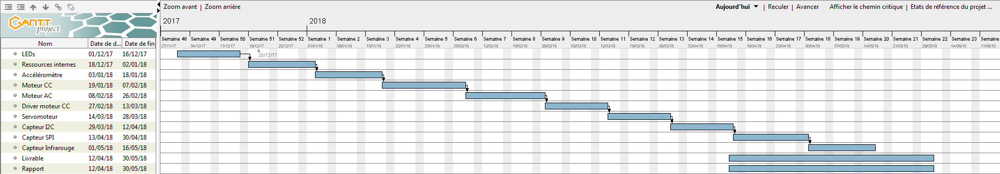 Zoom avant | Zoom arrière
Aujourd'hui | Reculer | Avancer Afficher le chemin critique | Etats de référence du projet ...
GANTT project
2017 2018
Nom Date de d... Date de fin
Semaine 48 Semaine 49 Semaine 50 Semaine 51 Semaine 52 Semaine 1 Semaine 2 Semaine 3 Semaine 4 Semaine 5 Semaine 6 Semaine 7 Semaine 8 Semaine 9 Semaine 10 Semaine 11 Semaine 12 Semaine 13 Semaine 14 Semaine 15 Semaine 16 Semaine 17 Semaine 18 Semaine 19 Semaine 20 Semaine 21 Semaine 22 Semaine 23 Semaine
27/11/17 04/12/17 11/12/17 18/12/17 25/12/17 01/01/18 08/01/18 15/01/18 22/01/18 29/01/18 05/02/18 12/02/18 19/02/18 26/02/18 05/03/18 12/03/18 19/03/18 26/03/18 02/04/18 09/04/18 16/04/18 23/04/18 30/04/18 07/05/18 14/05/18 21/05/18 28/05/18 04/06/18 11/06/18
20/12/17
LEDs 01/12/17 16/12/17
Ressources internes 18/12/17 02/01/18
Accéléromètre 03/01/18 18/01/18
Moteur CC 19/01/18 07/02/18
Moteur AC 08/02/18 26/02/18
Driver moteur CC 27/02/18 13/03/18
Servomoteur 14/03/18 28/03/18
Capteur I2C 29/03/18 12/04/18
Capteur SPI 13/04/18 30/04/18
Capteur Infrarouge 01/05/18 16/05/18
Livrable 12/04/18 30/05/18
Rapport 12/04/18 30/05/18